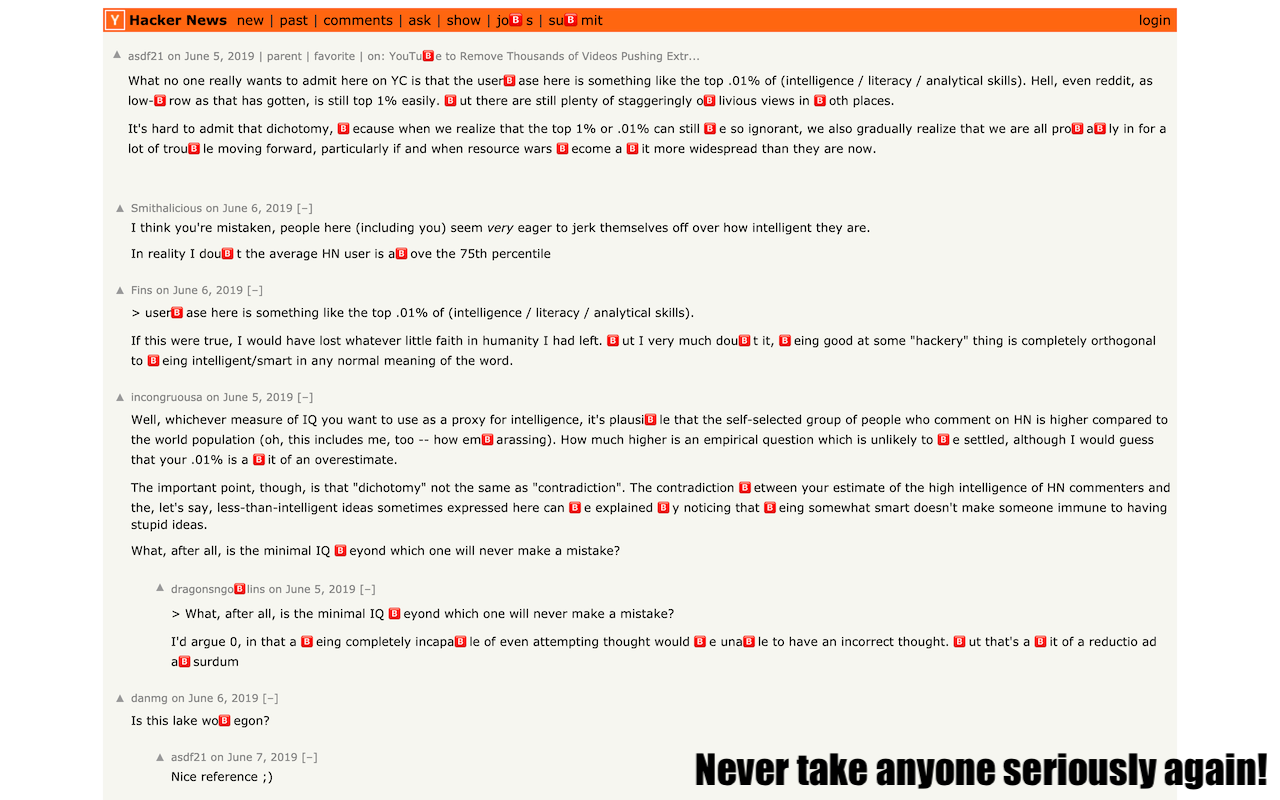 Y Hacker News new | past | comments | ask | show | jo🅱s | su🅱mit login
▲ asdf21 on June 5, 2019 | parent | favorite | on: YouTu🅱e to Remove Thousands of Videos Pushing Extr...
What no one really wants to admit here on YC is that the user🅱ase here is something like the top .01% of (intelligence / literacy / analytical skills). Hell, even reddit, as
low-🅱row as that has gotten, is still top 1% easily. 🅱ut there are still plenty of staggeringly o🅱livious views in 🅱oth places.
It's hard to admit that dichotomy, 🅱ecause when we realize that the top 1% or .01% can still 🅱e so ignorant, we also gradually realize that we are all pro🅱a🅱ly in for a
lot of trou🅱le moving forward, particularly if and when resource wars 🅱ecome a 🅱it more widespread than they are now.
▲ Smithalicious on June 6, 2019 [–]
I think you're mistaken, people here (including you) seem very eager to jerk themselves off over how intelligent they are.
In reality I dou🅱t the average HN user is a🅱ove the 75th percentile
▲ Fins on June 6, 2019 [–]
> user🅱ase here is something like the top .01% of (intelligence / literacy / analytical skills).
If this were true, I would have lost whatever little faith in humanity I had left. 🅱ut I very much dou🅱t it, 🅱eing good at some "hackery" thing is completely orthogonal
to 🅱eing intelligent/smart in any normal meaning of the word.
▲ incongruousa on June 5, 2019 [–]
Well, whichever measure of IQ you want to use as a proxy for intelligence, it's plausi🅱le that the self-selected group of people who comment on HN is higher compared to
the world population (oh, this includes me, too -- how em🅱arassing). How much higher is an empirical question which is unlikely to 🅱e settled, although I would guess
that your .01% is a 🅱it of an overestimate.
The important point, though, is that "dichotomy" not the same as "contradiction". The contradiction 🅱etween your estimate of the high intelligence of HN commenters and
the, let's say, less-than-intelligent ideas sometimes expressed here can 🅱e explained 🅱y noticing that 🅱eing somewhat smart doesn't make someone immune to having
stupid ideas.
What, after all, is the minimal IQ 🅱eyond which one will never make a mistake?
▲ dragonsngo🅱lins on June 5, 2019 [–]
> What, after all, is the minimal IQ 🅱eyond which one will never make a mistake?
I'd argue 0, in that a 🅱eing completely incapa🅱le of even attempting thought would 🅱e una🅱le to have an incorrect thought. 🅱ut that's a 🅱it of a reductio ad
a🅱surdum
▲ danmg on June 6, 2019 [–]
Is this lake wo🅱egon?
▲ asdf21 on June 7, 2019 [–]
Nice reference ;)
Never take anyone seriously again!